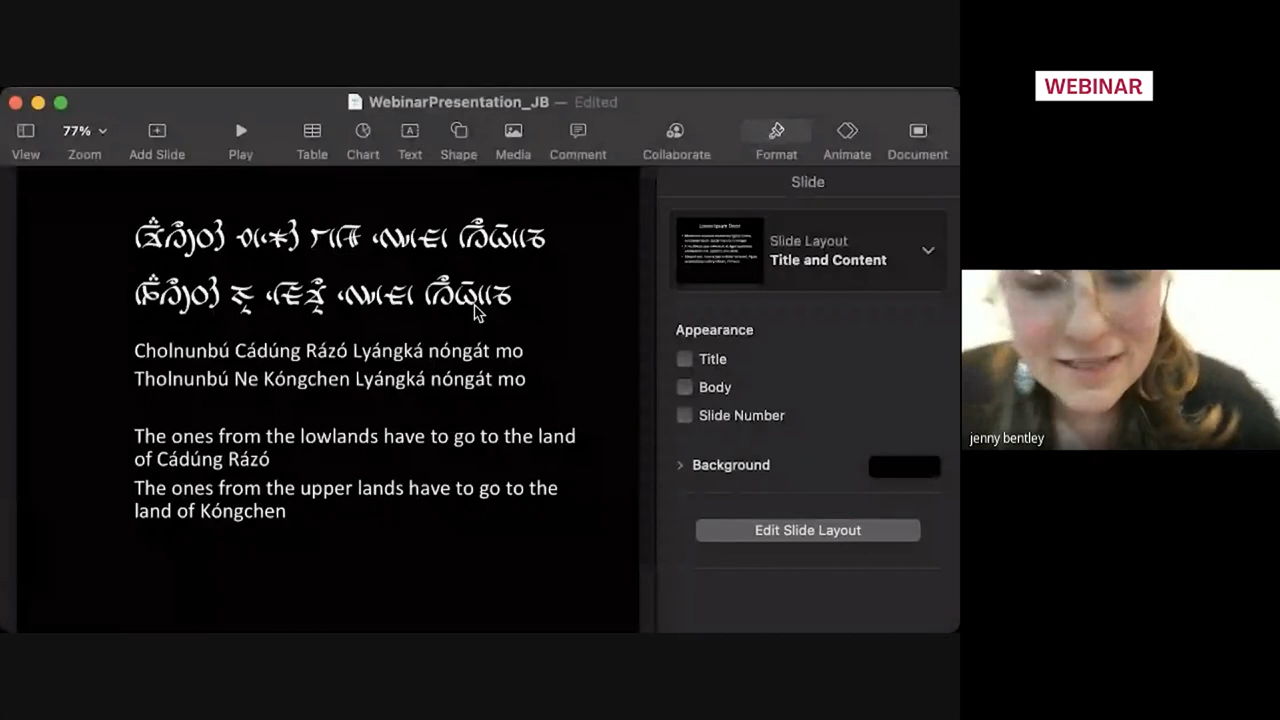 WEBINAR
WebinarPresentation_JB — Edited
77%
View
Zoom
Add Slide
Play
Table
Chart
Text
Shape
Media
Comment
Collaborate
Format
Animate
Document
Cholnunbú Cádúng Rázó Lyángká nóngát mo
Tholnunbú Ne Kóngchen Lyángká nóngát mo
The ones from the lowlands have to go to the land
of Cádúng Rázó
The ones from the upper lands have to go to the
land of Kóngchen
Slide
Slide Layout
Title and Content
Appearance
Title
Body
Slide Number
Background
Edit Slide Layout
jenny bentley